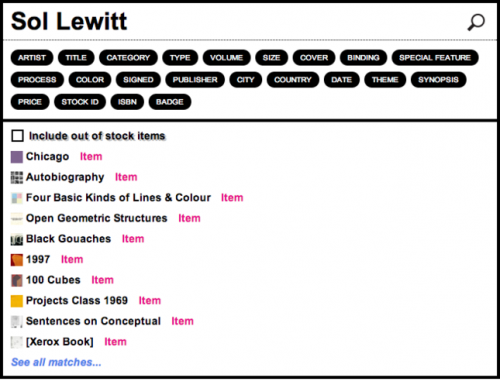 Sol Lewitt
ARTIST TITLE CATEGORY TYPE VOLUME SIZE COVER BINDING SPECIAL FEATURE
PROCESS COLOR SIGNED PUBLISHER CITY COUNTRY DATE THEME SYNOPSIS
PRICE STOCK ID ISBN BADGE
Include out of stock items
Chicago Item
Autobiography Item
Four Basic Kinds of Lines & Colour Item
Open Geometric Structures Item
Black Gouaches Item
1997 Item
100 Cubes Item
Projects Class 1969 Item
Sentences on Conceptual Item
[Xerox Book] Item
See all matches...